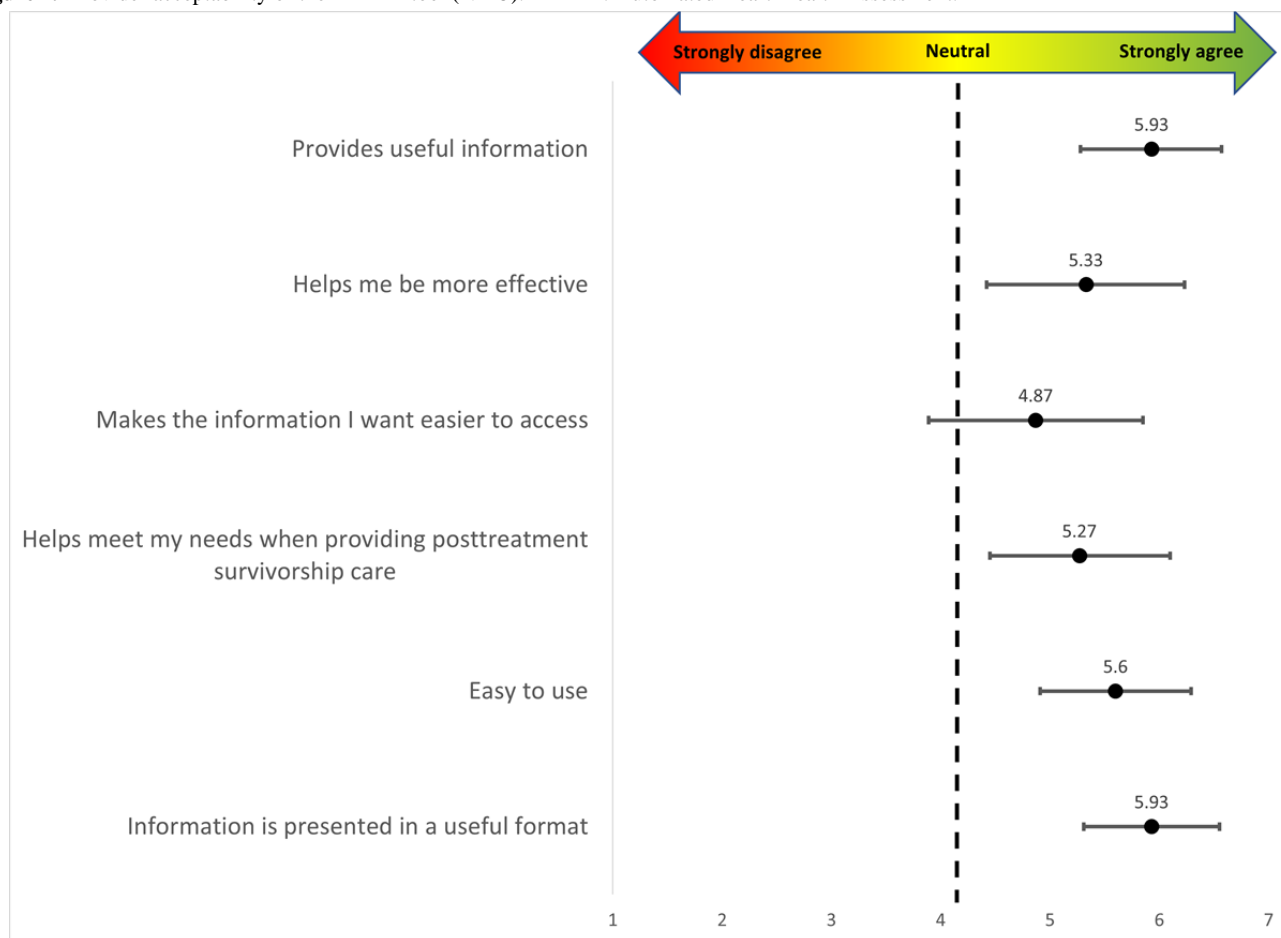 Strongly disagree Neutral Strongly agree
Provides useful information
5.93
Helps me be more effective
5.33
Makes the information I want easier to access
4.87
Helps meet my needs when providing posttreatment
survivorship care
5.27
Easy to use
5.6
Information is presented in a useful format
5.93
1 2 3 4 5 6 7